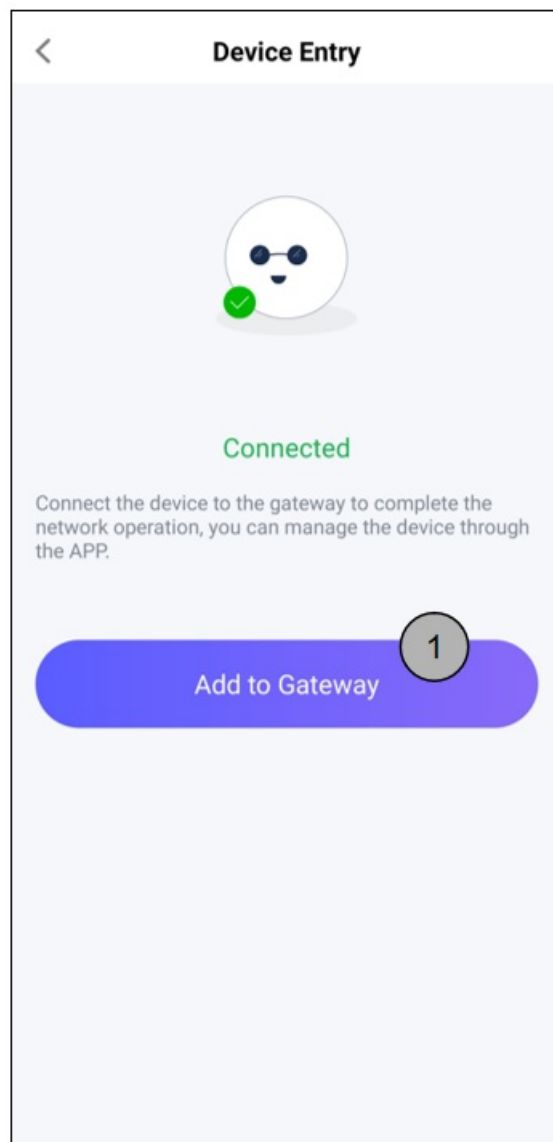 Device Entry
Connected
Connect the device to the gateway to complete the
network operation, you can manage the device through
the APP.
1
Add to Gateway